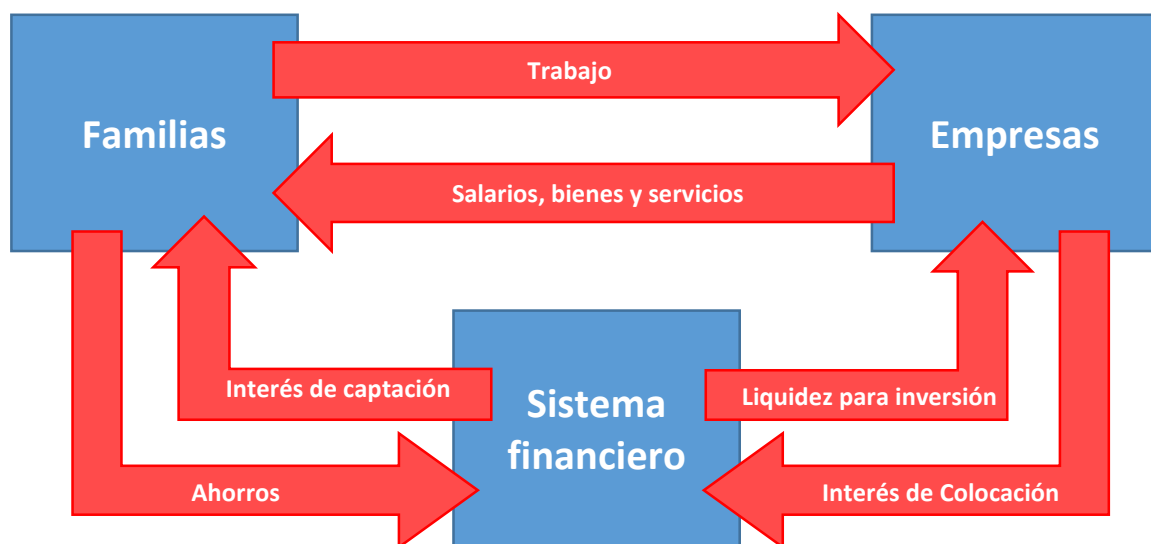 Trabajo
Familias
Empresas
Salarios, bienes y servicios
Interés de captación
Liquidez para inversión
Sistema
financiero
Ahorros
Interés de Colocación